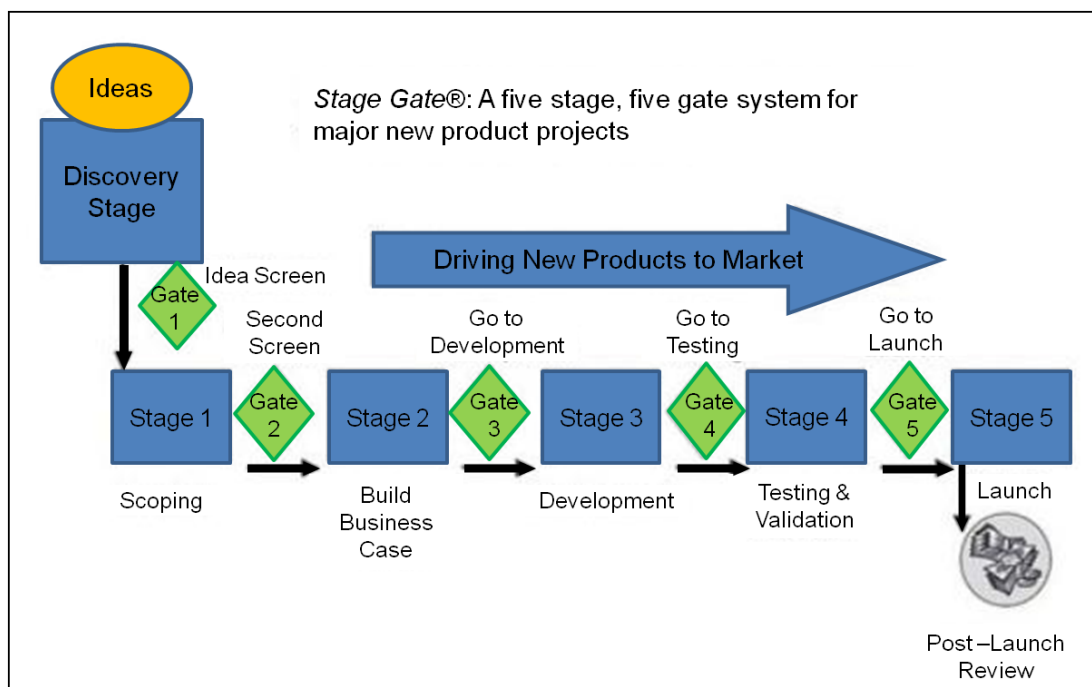 Ideas
Stage Gate®: A five stage, five gate system for
major new product projects
Discovery
Stage
Driving New Products to Market
Idea Screen
Gate
1
Second
Screen
Go to
Development
Go to
Testing
Go to
Launch
Stage 1
Gate
2
Stage 2
Gate
3
Stage 3
Gate
4
Stage 4
Gate
5
Stage 5
Scoping
Build
Business
Case
Development
Testing &
Validation
Launch
Post –Launch
Review